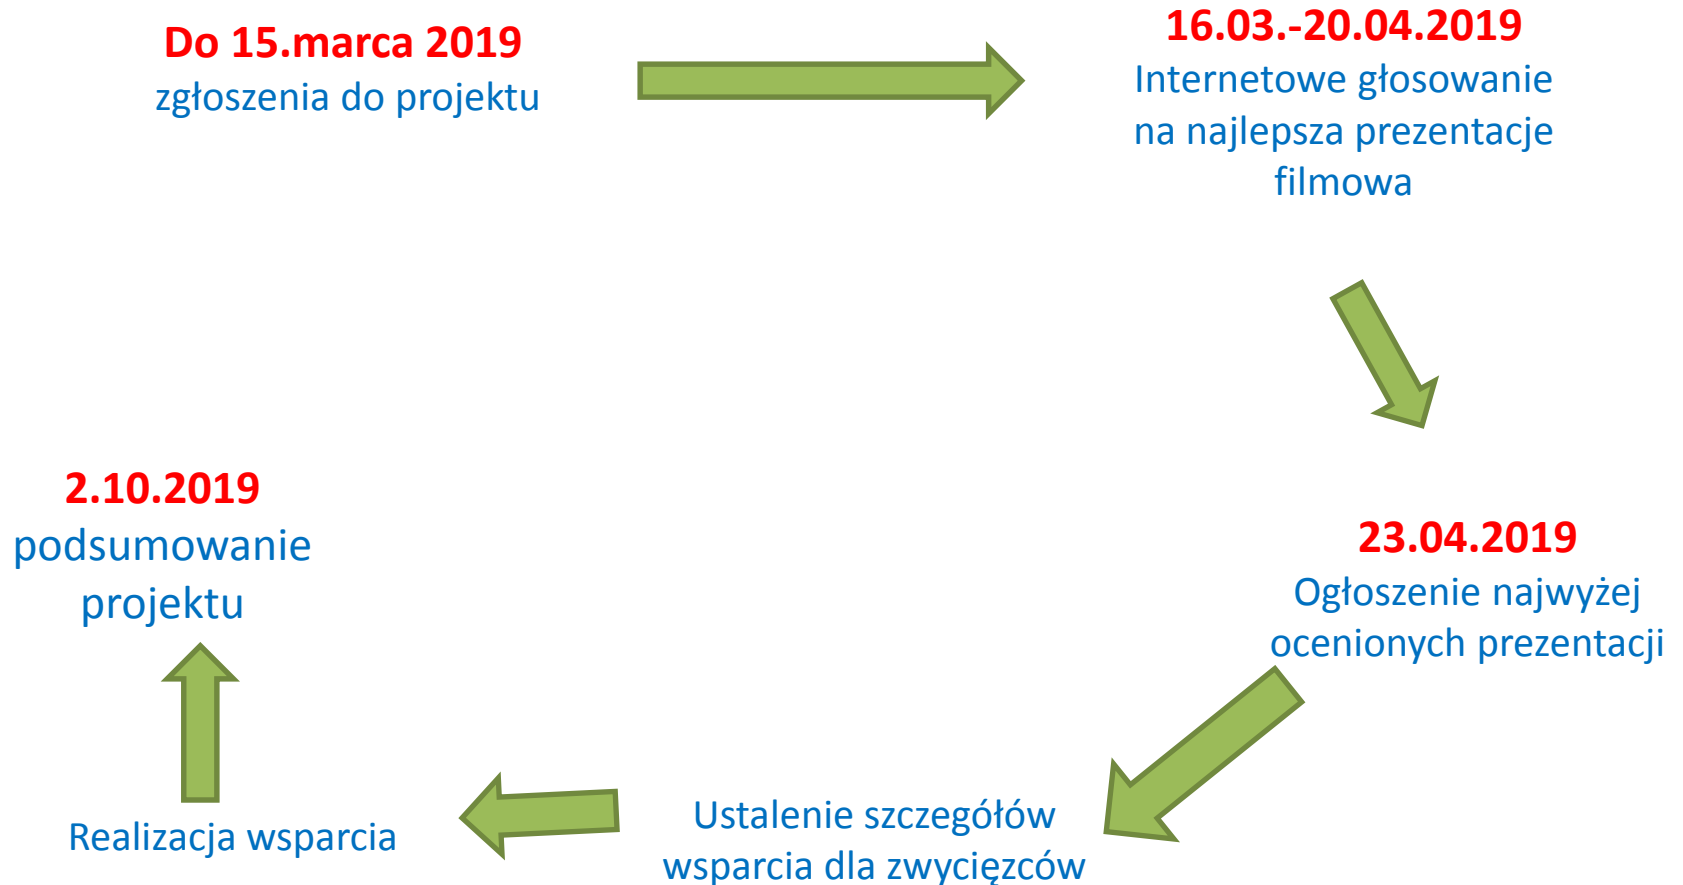 Do 15.marca 2019
zgłoszenia do projektu
16.03.-20.04.2019
Internetowe głosowanie
na najlepsza prezentacje
filmowa
23.04.2019
Ogłoszenie najwyżej
ocenionych prezentacji
Ustalenie szczegółów
wsparcia dla zwycięzców
Realizacja wsparcia
2.10.2019
podsumowanie
projektu